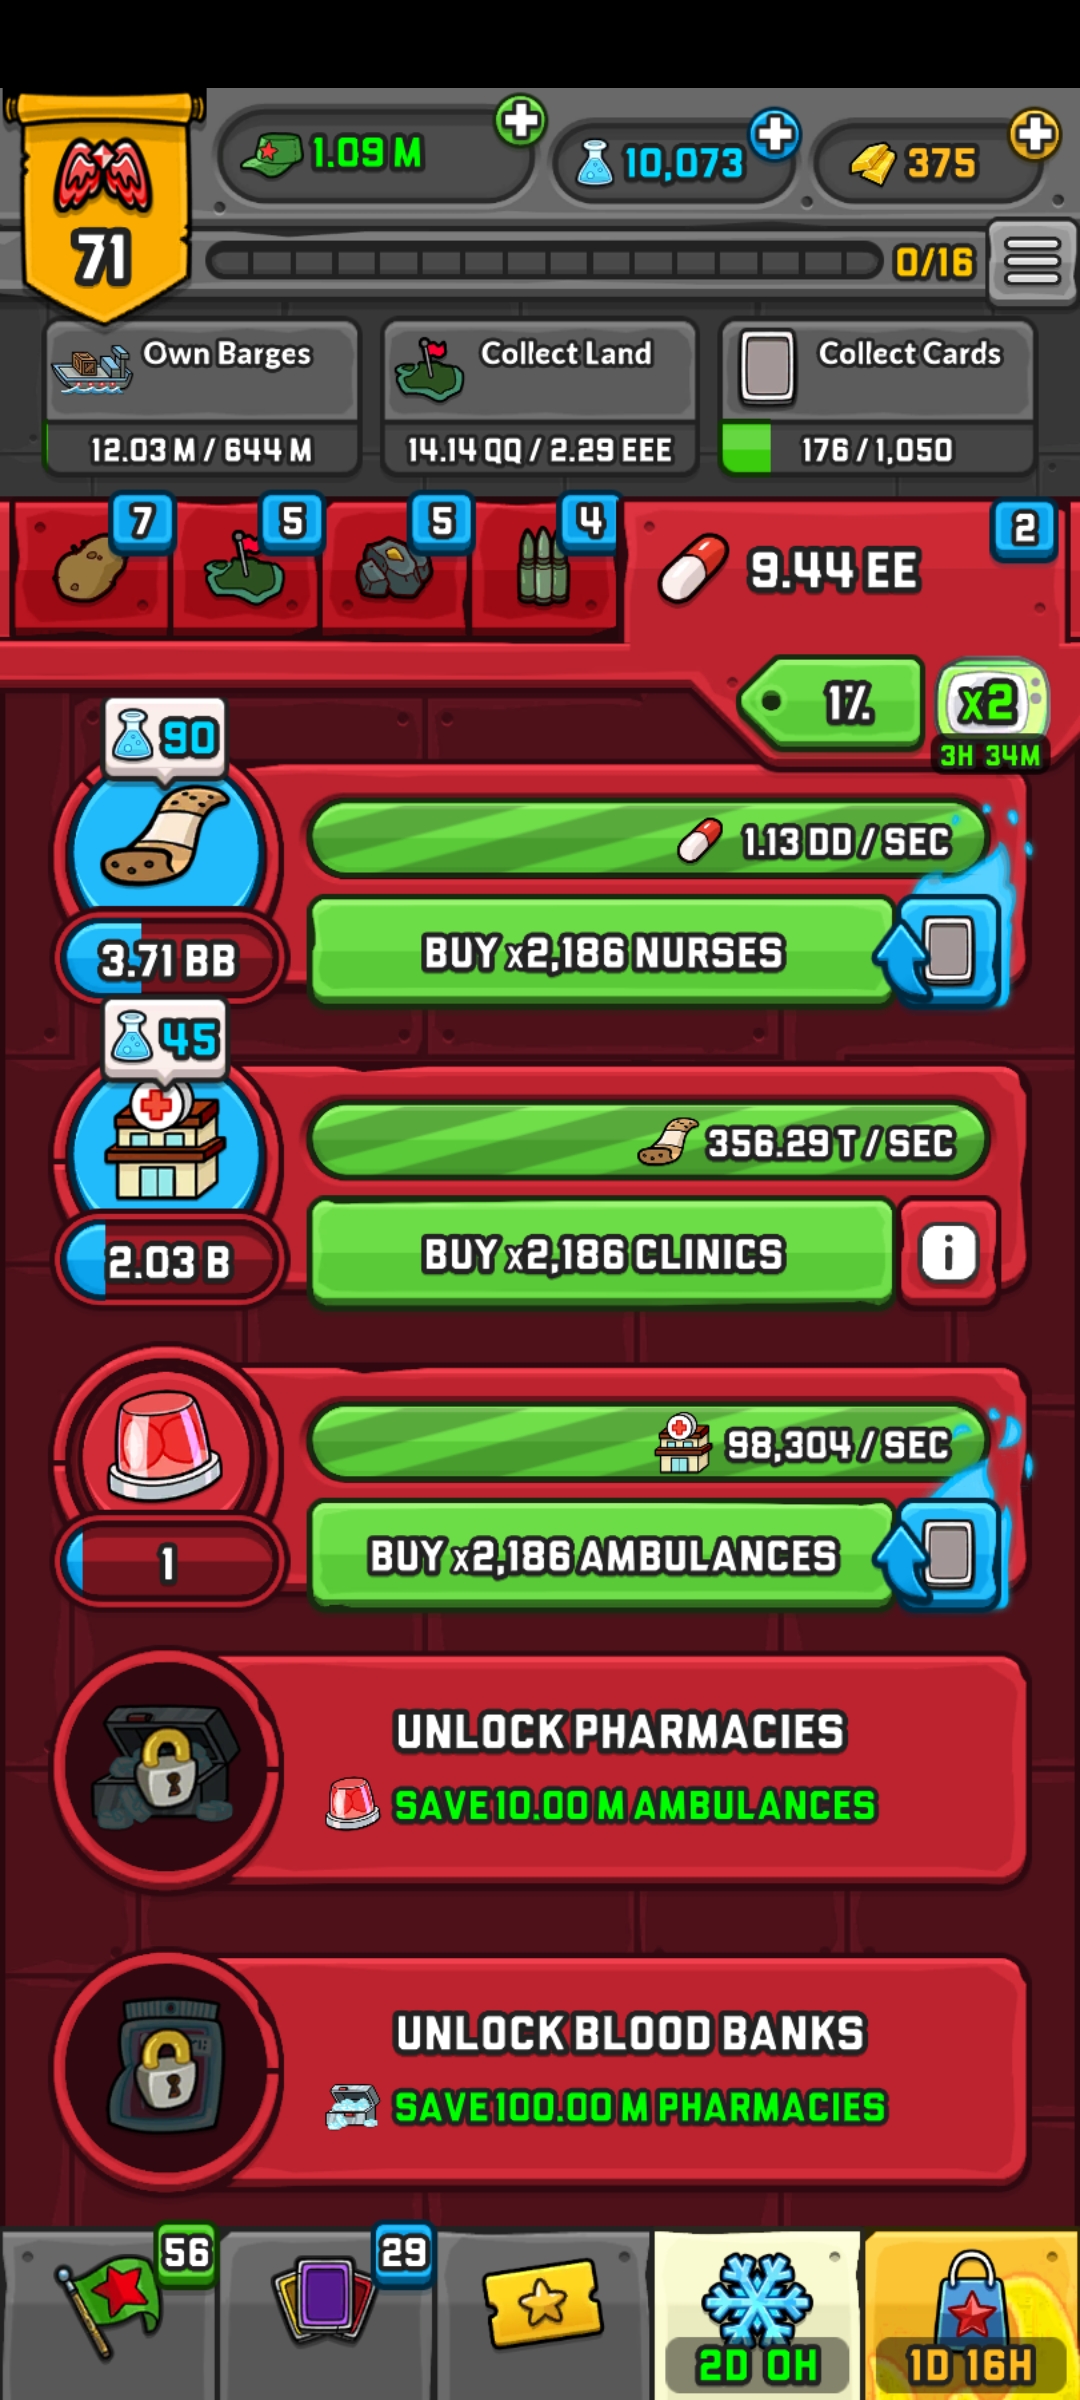 71
1.09 M
10,073
375
0/16
Own Barges
12.03 M / 644 M
Collect Land
14.14 QQ / 2.29 EEE
Collect Cards
176 / 1,050
7
5
5
4
9.44 EE
2
1%
x2
3H 34M
90
1.13 DD / SEC
3.71 BB
BUY x2,186 NURSES
45
356.29 T / SEC
2.03 B
BUY x2,186 CLINICS
i
98,304 / SEC
1
BUY x2,186 AMBULANCES
UNLOCK PHARMACIES
SAVE 10.00 M AMBULANCES
UNLOCK BLOOD BANKS
SAVE 100.00 M PHARMACIES
56
29
2D 0H
1D 16H